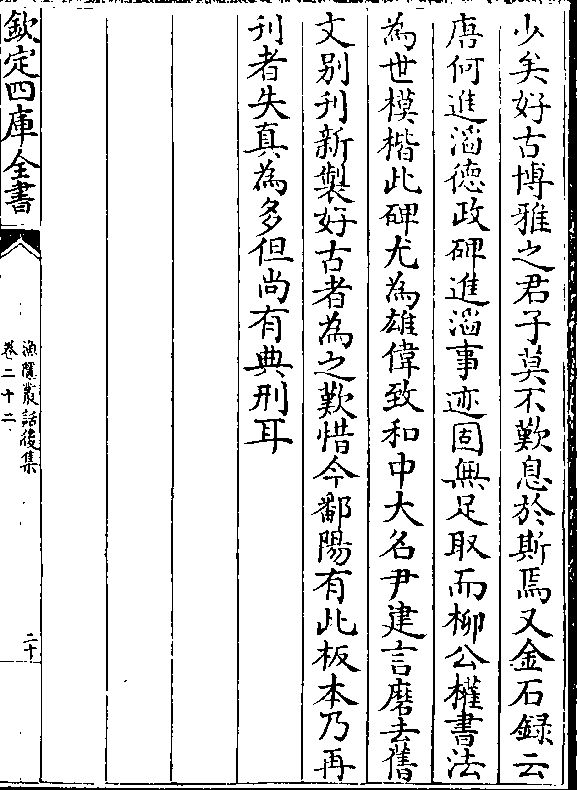 少矣好古博雅之君子莫不歎息於斯焉又金石録云
唐何進滔德政碑進滔事迹固無足取而柳公權書法
為世模楷此碑尤為雄偉致和中大名尹建言磨去舊
文别刊新製好古者為之歎惜今鄱陽有此板本乃再
刊者失真為多但尚有典刑耳
欽定四庫全書
漁隱叢話後集
卷二十二
二十